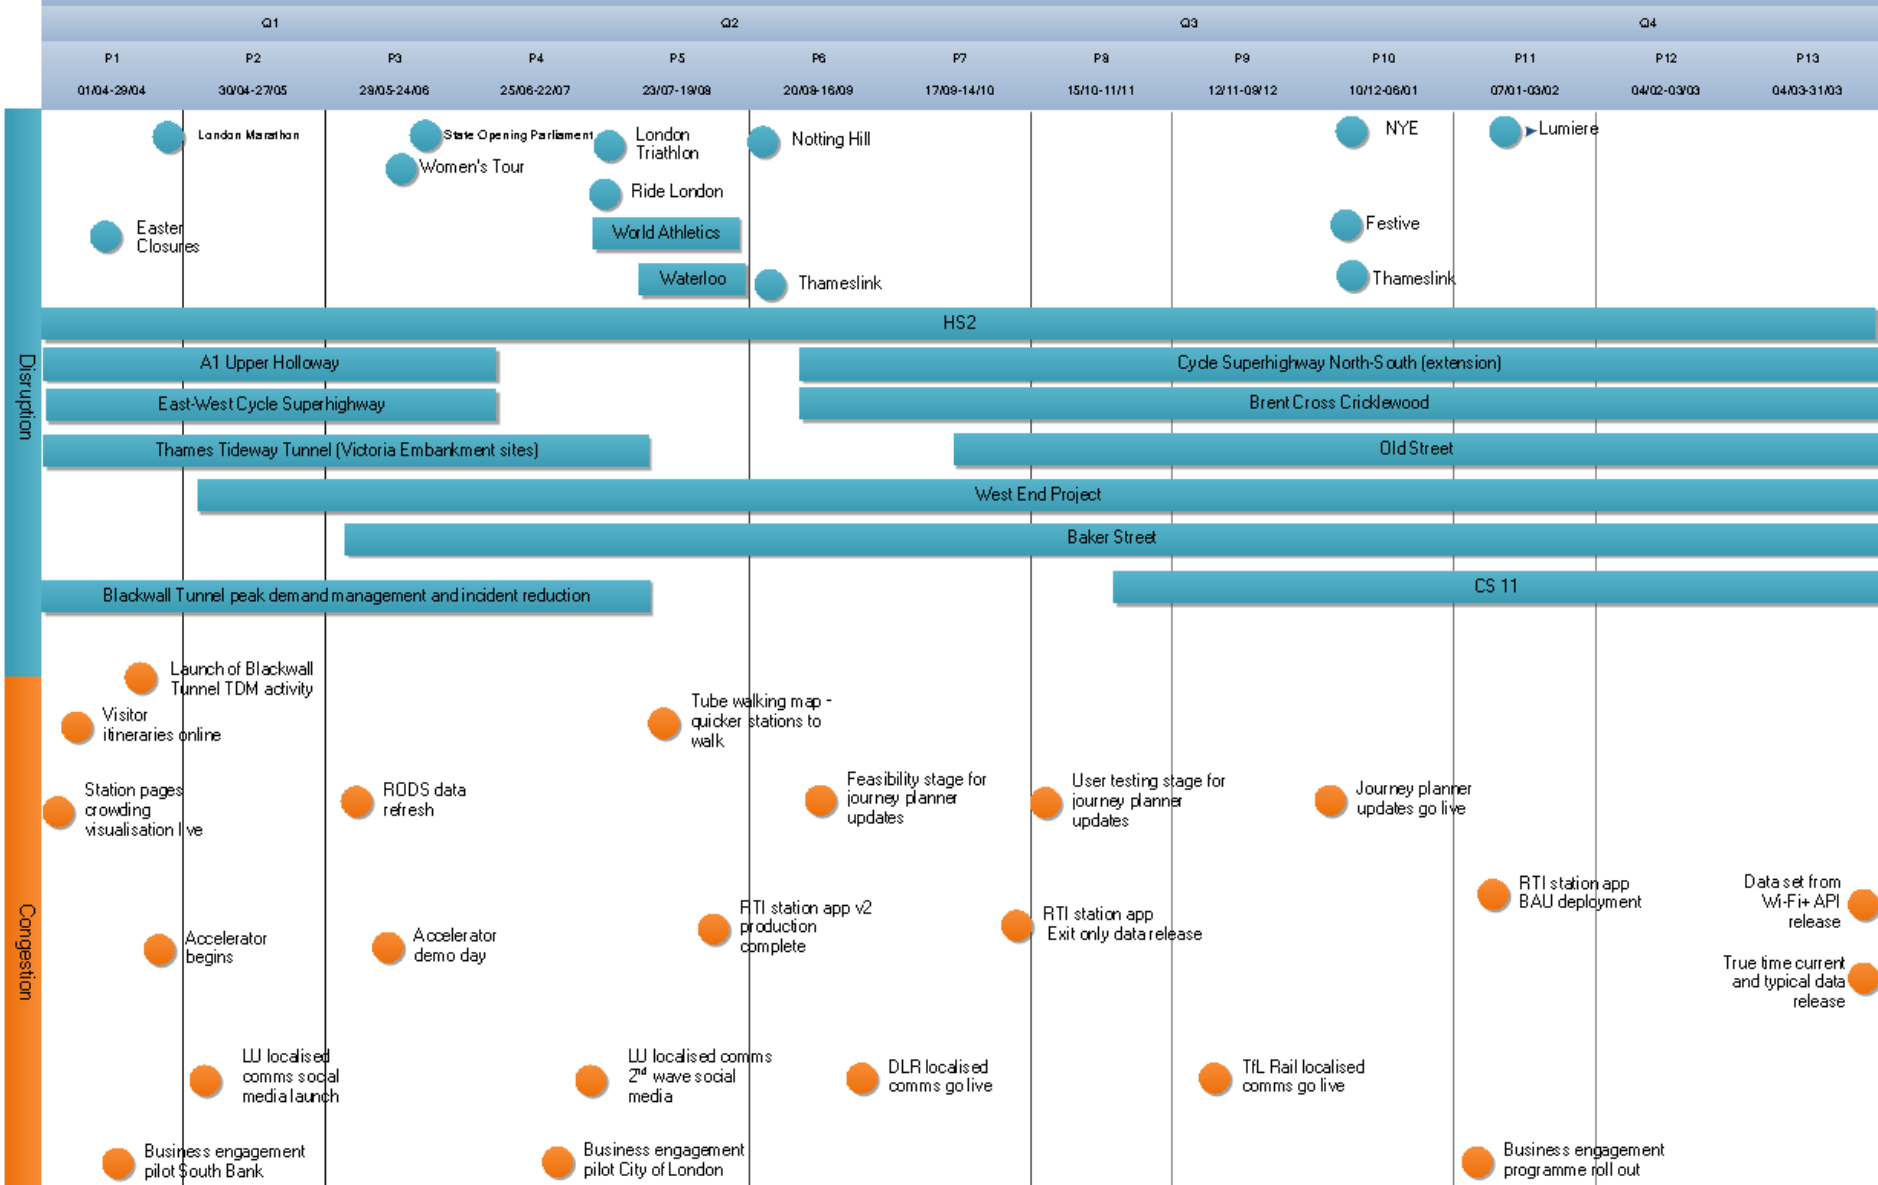 Q1 Q2 Q3 Q4
P1 P2 P3 P4 P5 P6 P7 P8 P9 P10 P11 P12 P13
01/04-29/04 30/04-27/05 28/05-24/06 25/06-22/07 23/07-19/08 20/08-16/09 17/09-14/10 15/10-11/11 12/11-09/12 10/12-06/01 07/01-03/02 04/02-03/03 04/03-31/03
Disruption
London Marathon
State Opening Parliament
London
Triathlon
Notting Hill
NYE
Lumiere
Women's Tour
Ride London
Easter
Closures
World Athletics
Festive
Waterloo
Thameslink
Thameslink
HS2
A1 Upper Holloway
Cycle Superhighway North-South (extension)
East-West Cycle Superhighway
Brent Cross Cricklewood
Thames Tideway Tunnel (Victoria Embankment sites)
Old Street
West End Project
Baker Street
Blackwall Tunnel peak demand management and incident reduction
CS 11
Congestion
Launch of Blackwall
Tunnel TDM activity
Visitor
itineraries online
Tube walking map -
quicker stations to
walk
Station pages
crowding
visualisation live
RODS data
refresh
Feasibility stage for
journey planner
updates
User testing stage for
journey planner
updates
Journey planner
updates go live
RTI station app
BAU deployment
Data set from
Wi-Fi+ API
release
Accelerator
begins
Accelerator
demo day
RTI station app v2
production
complete
RTI station app
Exit only data release
True time current
and typical data
release
LU localised
comms social
media launch
LU localised comms
2nd wave social
media
DLR localised
comms go live
TfL Rail localised
comms go live
Business engagement
pilot South Bank
Business engagement
pilot City of London
Business engagement
programme roll out